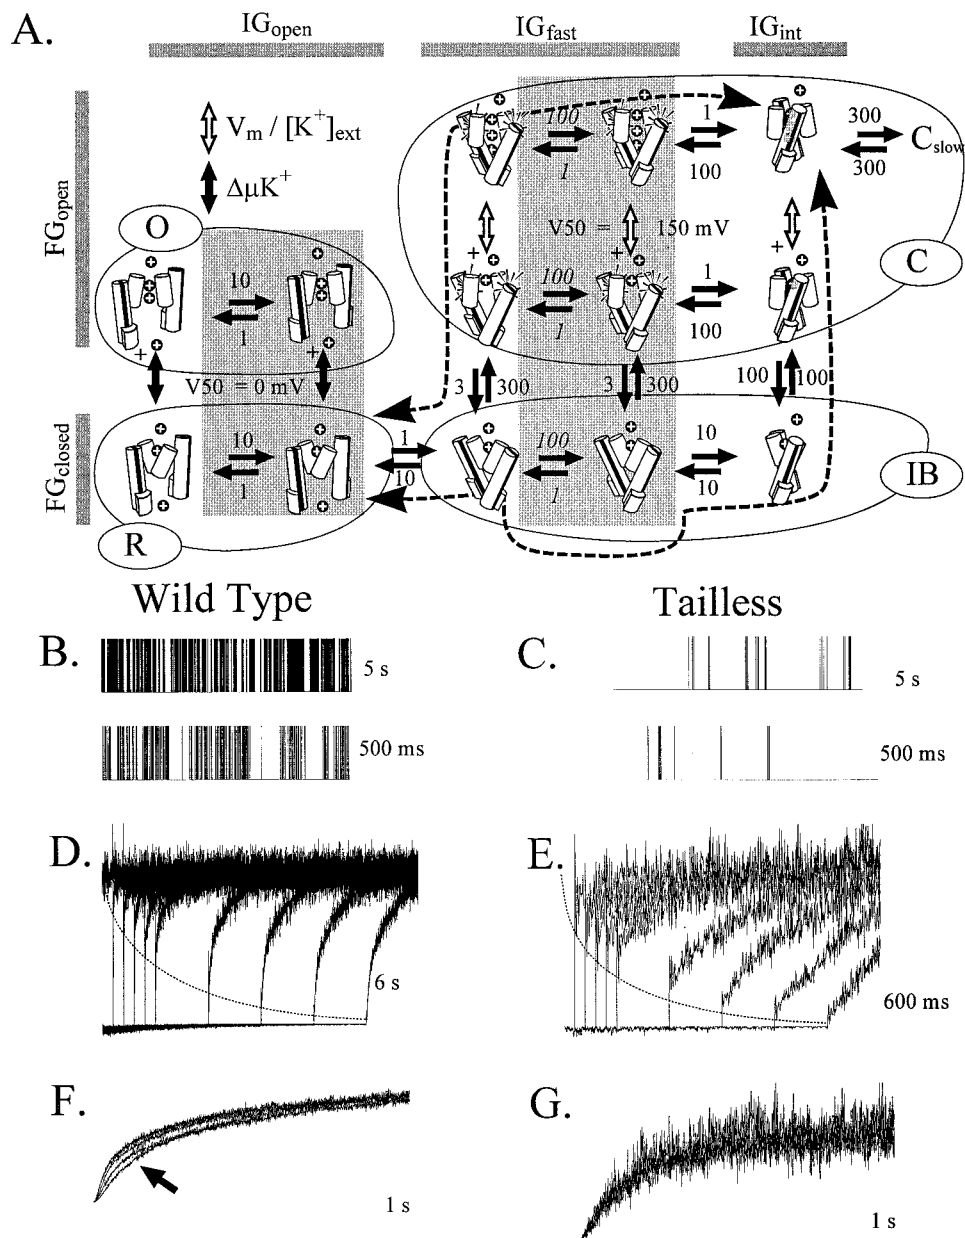 A.
IG_open
IG_fast
IG_int
V_m / [K^+]_ext
ΔμK^+
FG_open
FG_closed
O
10
1
V50 = 0 mV
10
1
R
1
10
100
1
1
100
300
300
C_slow
V50 = 150 mV
100
1
1
100
C
3
300
3
300
100
100
100
1
10
10
IB
Wild Type
Tailless
B.
5 s
500 ms
C.
5 s
500 ms
D.
6 s
E.
600 ms
F.
1 s
G.
1 s